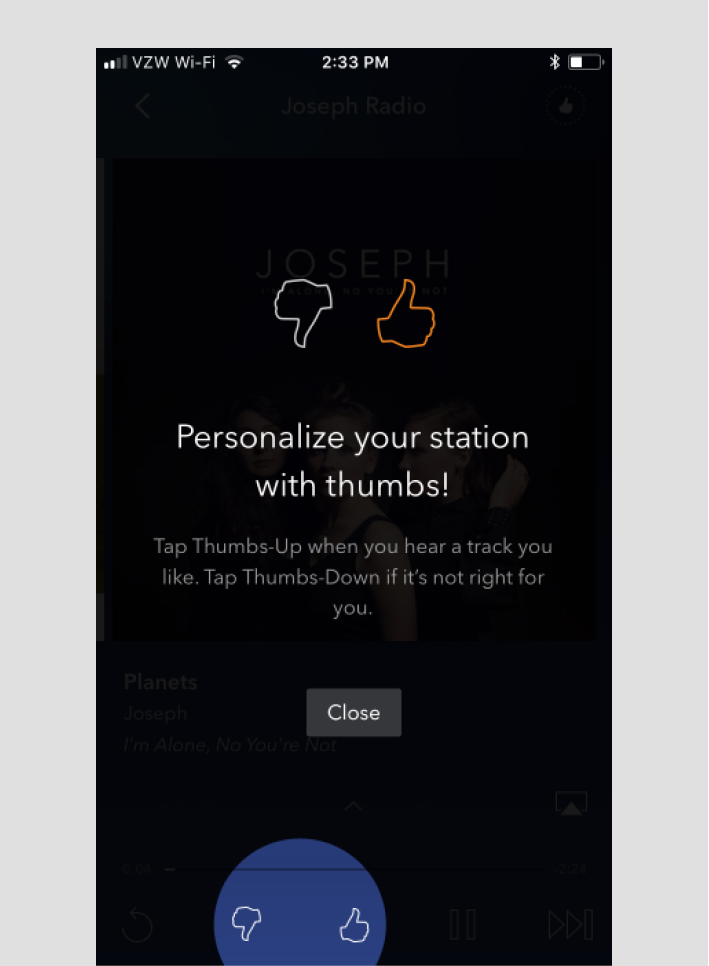 VZW Wi-Fi 2:33 PM
Joseph Radio
JOSEPH
I'M ALONE, NO YOU'RE NOT
Personalize your station
with thumbs!
Tap Thumbs-Up when you hear a track you
like. Tap Thumbs-Down if it's not right for
you.
Planets
Close
Joseph
I'm Alone, No You're Not
0:04 -2:24